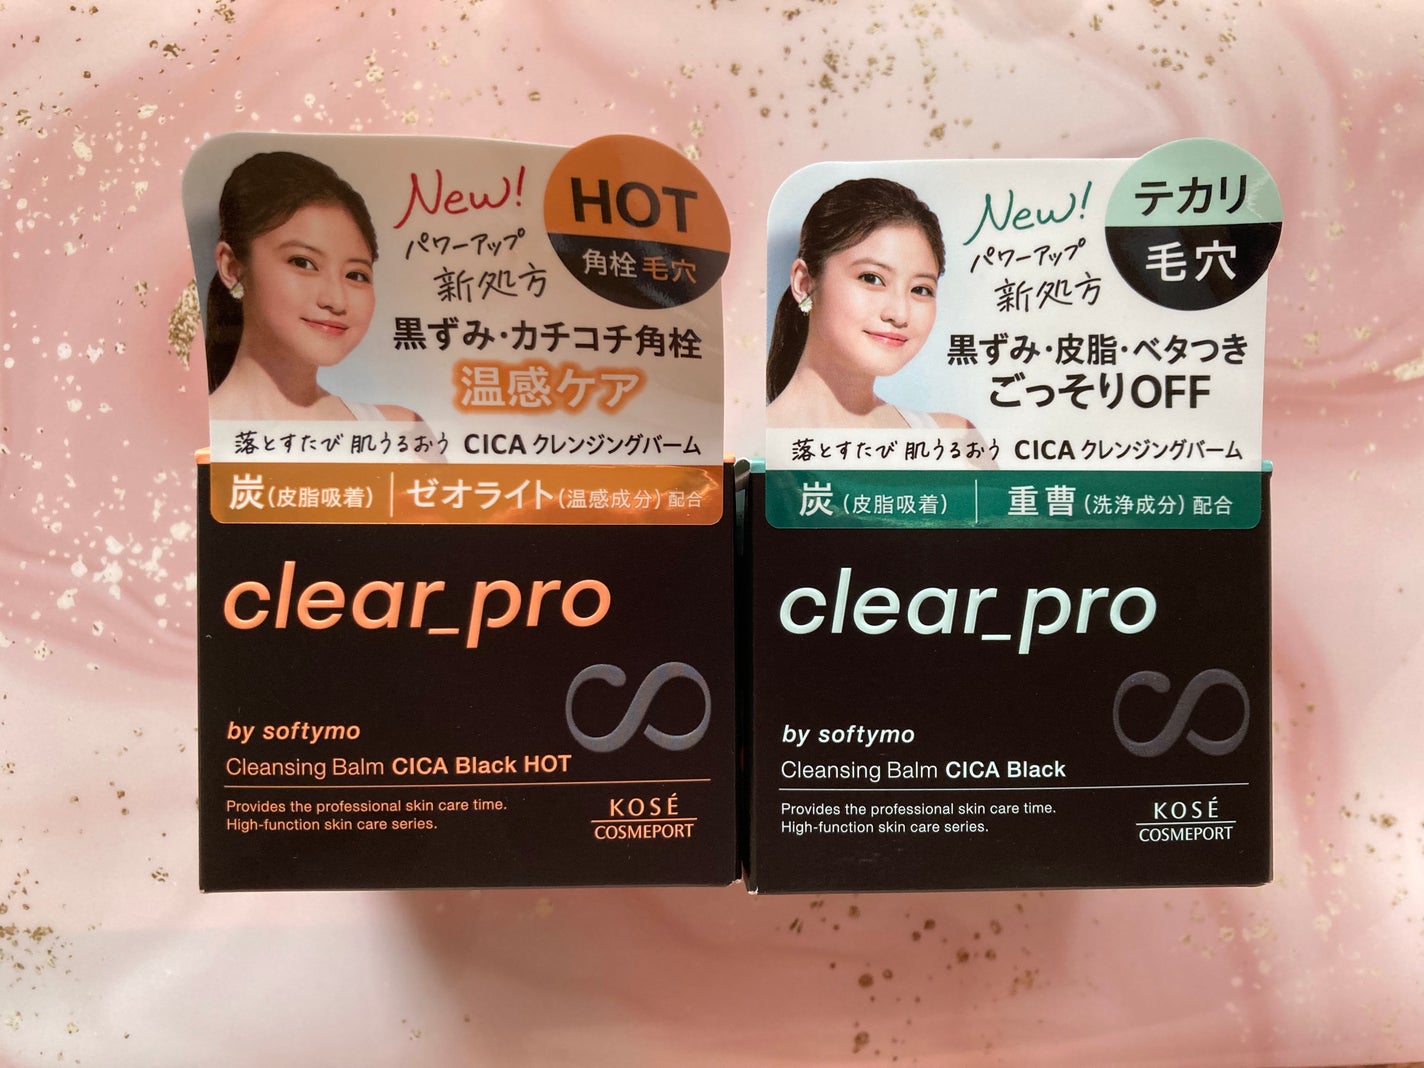 New!
パワーアップ
新処方
HOT
角栓 毛穴
黒ずみ・カチコチ角栓
温感ケア
落とすたび 肌うるおう CICA クレンジングバーム
炭(皮脂吸着) ゼオライト(温感成分) 配合
clear_pro
by softymo
Cleansing Balm CICA Black HOT
Provides the professional skin care time.
High-function skin care series.
KOSÉ
COSMEPORT
New!
パワーアップ
新処方
テカリ
毛穴
黒ずみ・皮脂・ベタつき
ごっそりOFF
落とすたび 肌うるおう CICA クレンジングバーム
炭(皮脂吸着) 重曹(洗浄成分) 配合
clear_pro
by softymo
Cleansing Balm CICA Black
Provides the professional skin care time.
High-function skin care series.
KOSÉ
COSMEPORT